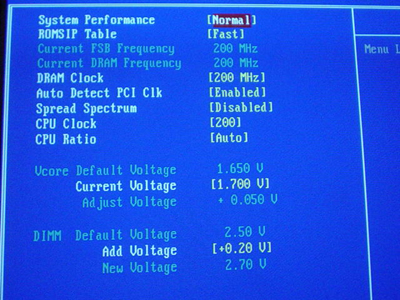 System Performance [Normal]
ROMSIP Table [Fast]
Current FSB Frequency 200 MHz
Current DRAM Frequency 200 MHz
DRAM Clock [200 MHz]
Auto Detect PCI Clk [Enabled]
Spread Spectrum [Disabled]
CPU Clock [200]
CPU Ratio [Auto]
Vcore Default Voltage 1.650 V
Current Voltage [1.700 V]
Adjust Voltage + 0.050 V
DIMM Default Voltage 2.50 V
Add Voltage [+0.20 V]
New Voltage 2.70 V
Menu L